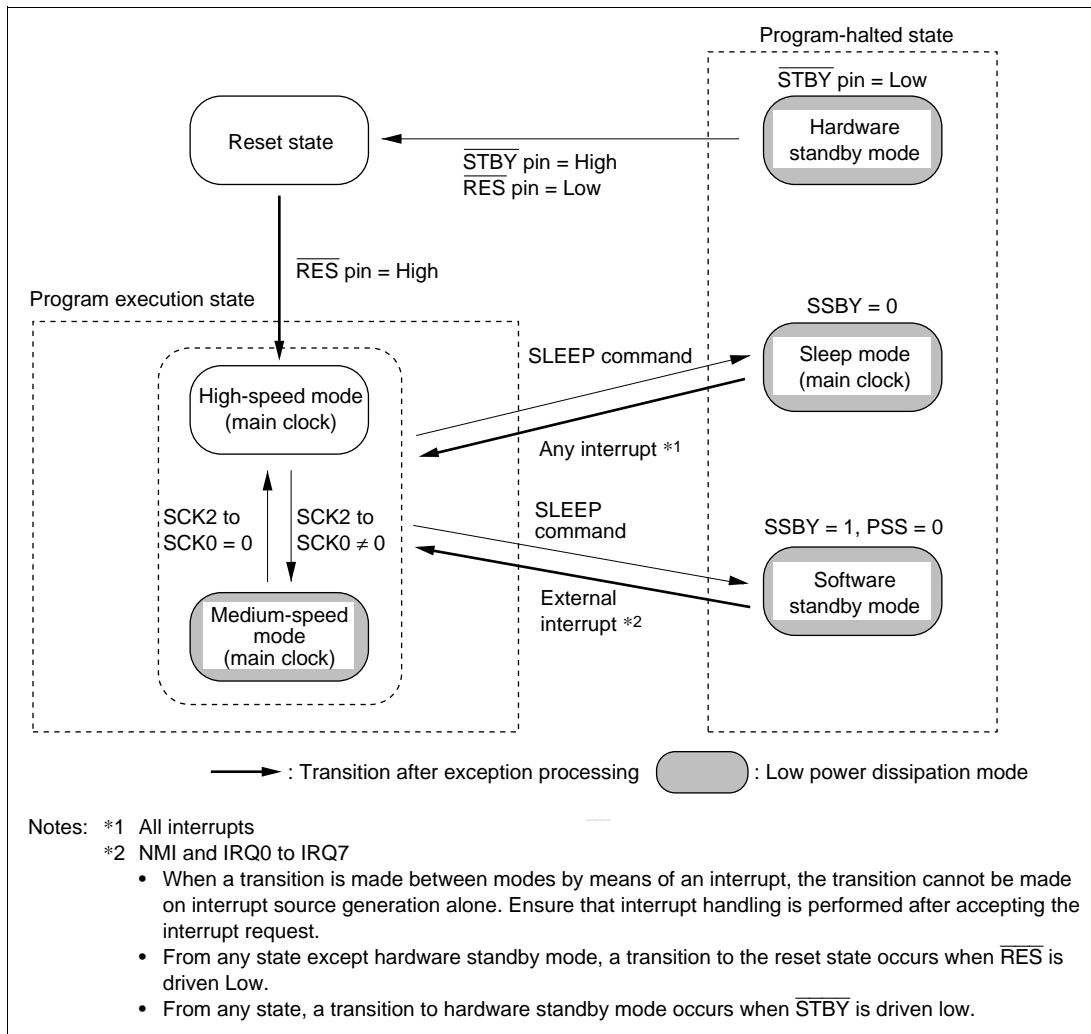 Program-halted state
STBY pin = Low
Hardware
standby mode
Reset state
STBY pin = High
RES pin = Low
RES pin = High
Program execution state
SSBY = 0
Sleep mode
(main clock)
SLEEP command
High-speed mode
(main clock)
Any interrupt *1
SCK2 to
SCK0 = 0
SCK2 to
SCK0 ≠ 0
SLEEP
command
SSBY = 1, PSS = 0
Software
standby mode
External
interrupt *2
Medium-speed
mode
(main clock)
: Transition after exception processing
: Low power dissipation mode
Notes: *1 All interrupts
*2 NMI and IRQ0 to IRQ7
• When a transition is made between modes by means of an interrupt, the transition cannot be made
on interrupt source generation alone. Ensure that interrupt handling is performed after accepting the
interrupt request.
• From any state except hardware standby mode, a transition to the reset state occurs when RES is
driven Low.
• From any state, a transition to hardware standby mode occurs when STBY is driven low.